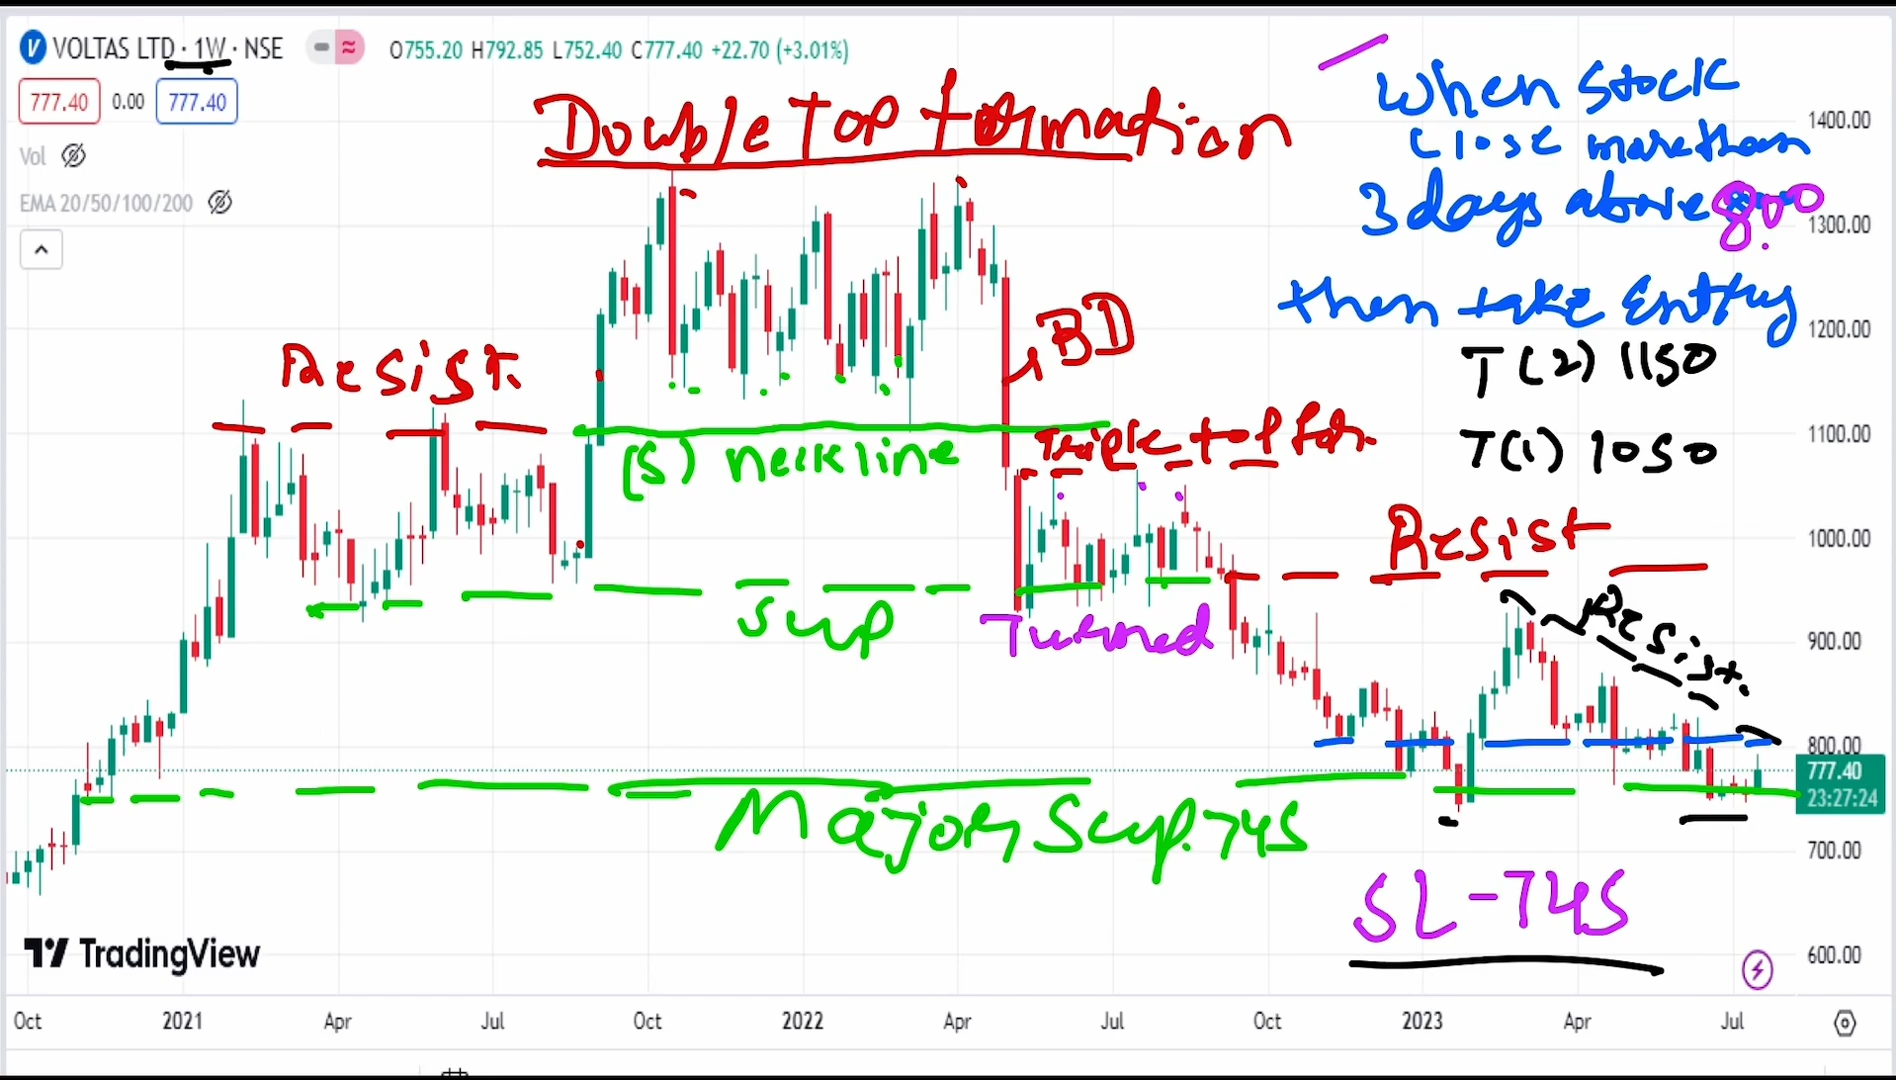 VOLTAS LTD · 1W · NSE O755.20 H792.85 L752.40 C777.40 +22.70 (+3.01%)
777.40 0.00 777.40
Vol
EMA 20/50/100/200
Double Top formation
When Stock
Close more than
3 days above 800
then take Entry
T(2) 1150
T(1) 1050
BD
Resist.
Triple top for.
(S) neckline
Resist
Resist.
Sup
Turned
Major Sup. 745
SL-745
1400.00
1300.00
1200.00
1100.00
1000.00
900.00
800.00
777.40
23:27:24
700.00
600.00
TradingView
Oct 2021 Apr Jul Oct 2022 Apr Jul Oct 2023 Apr Jul